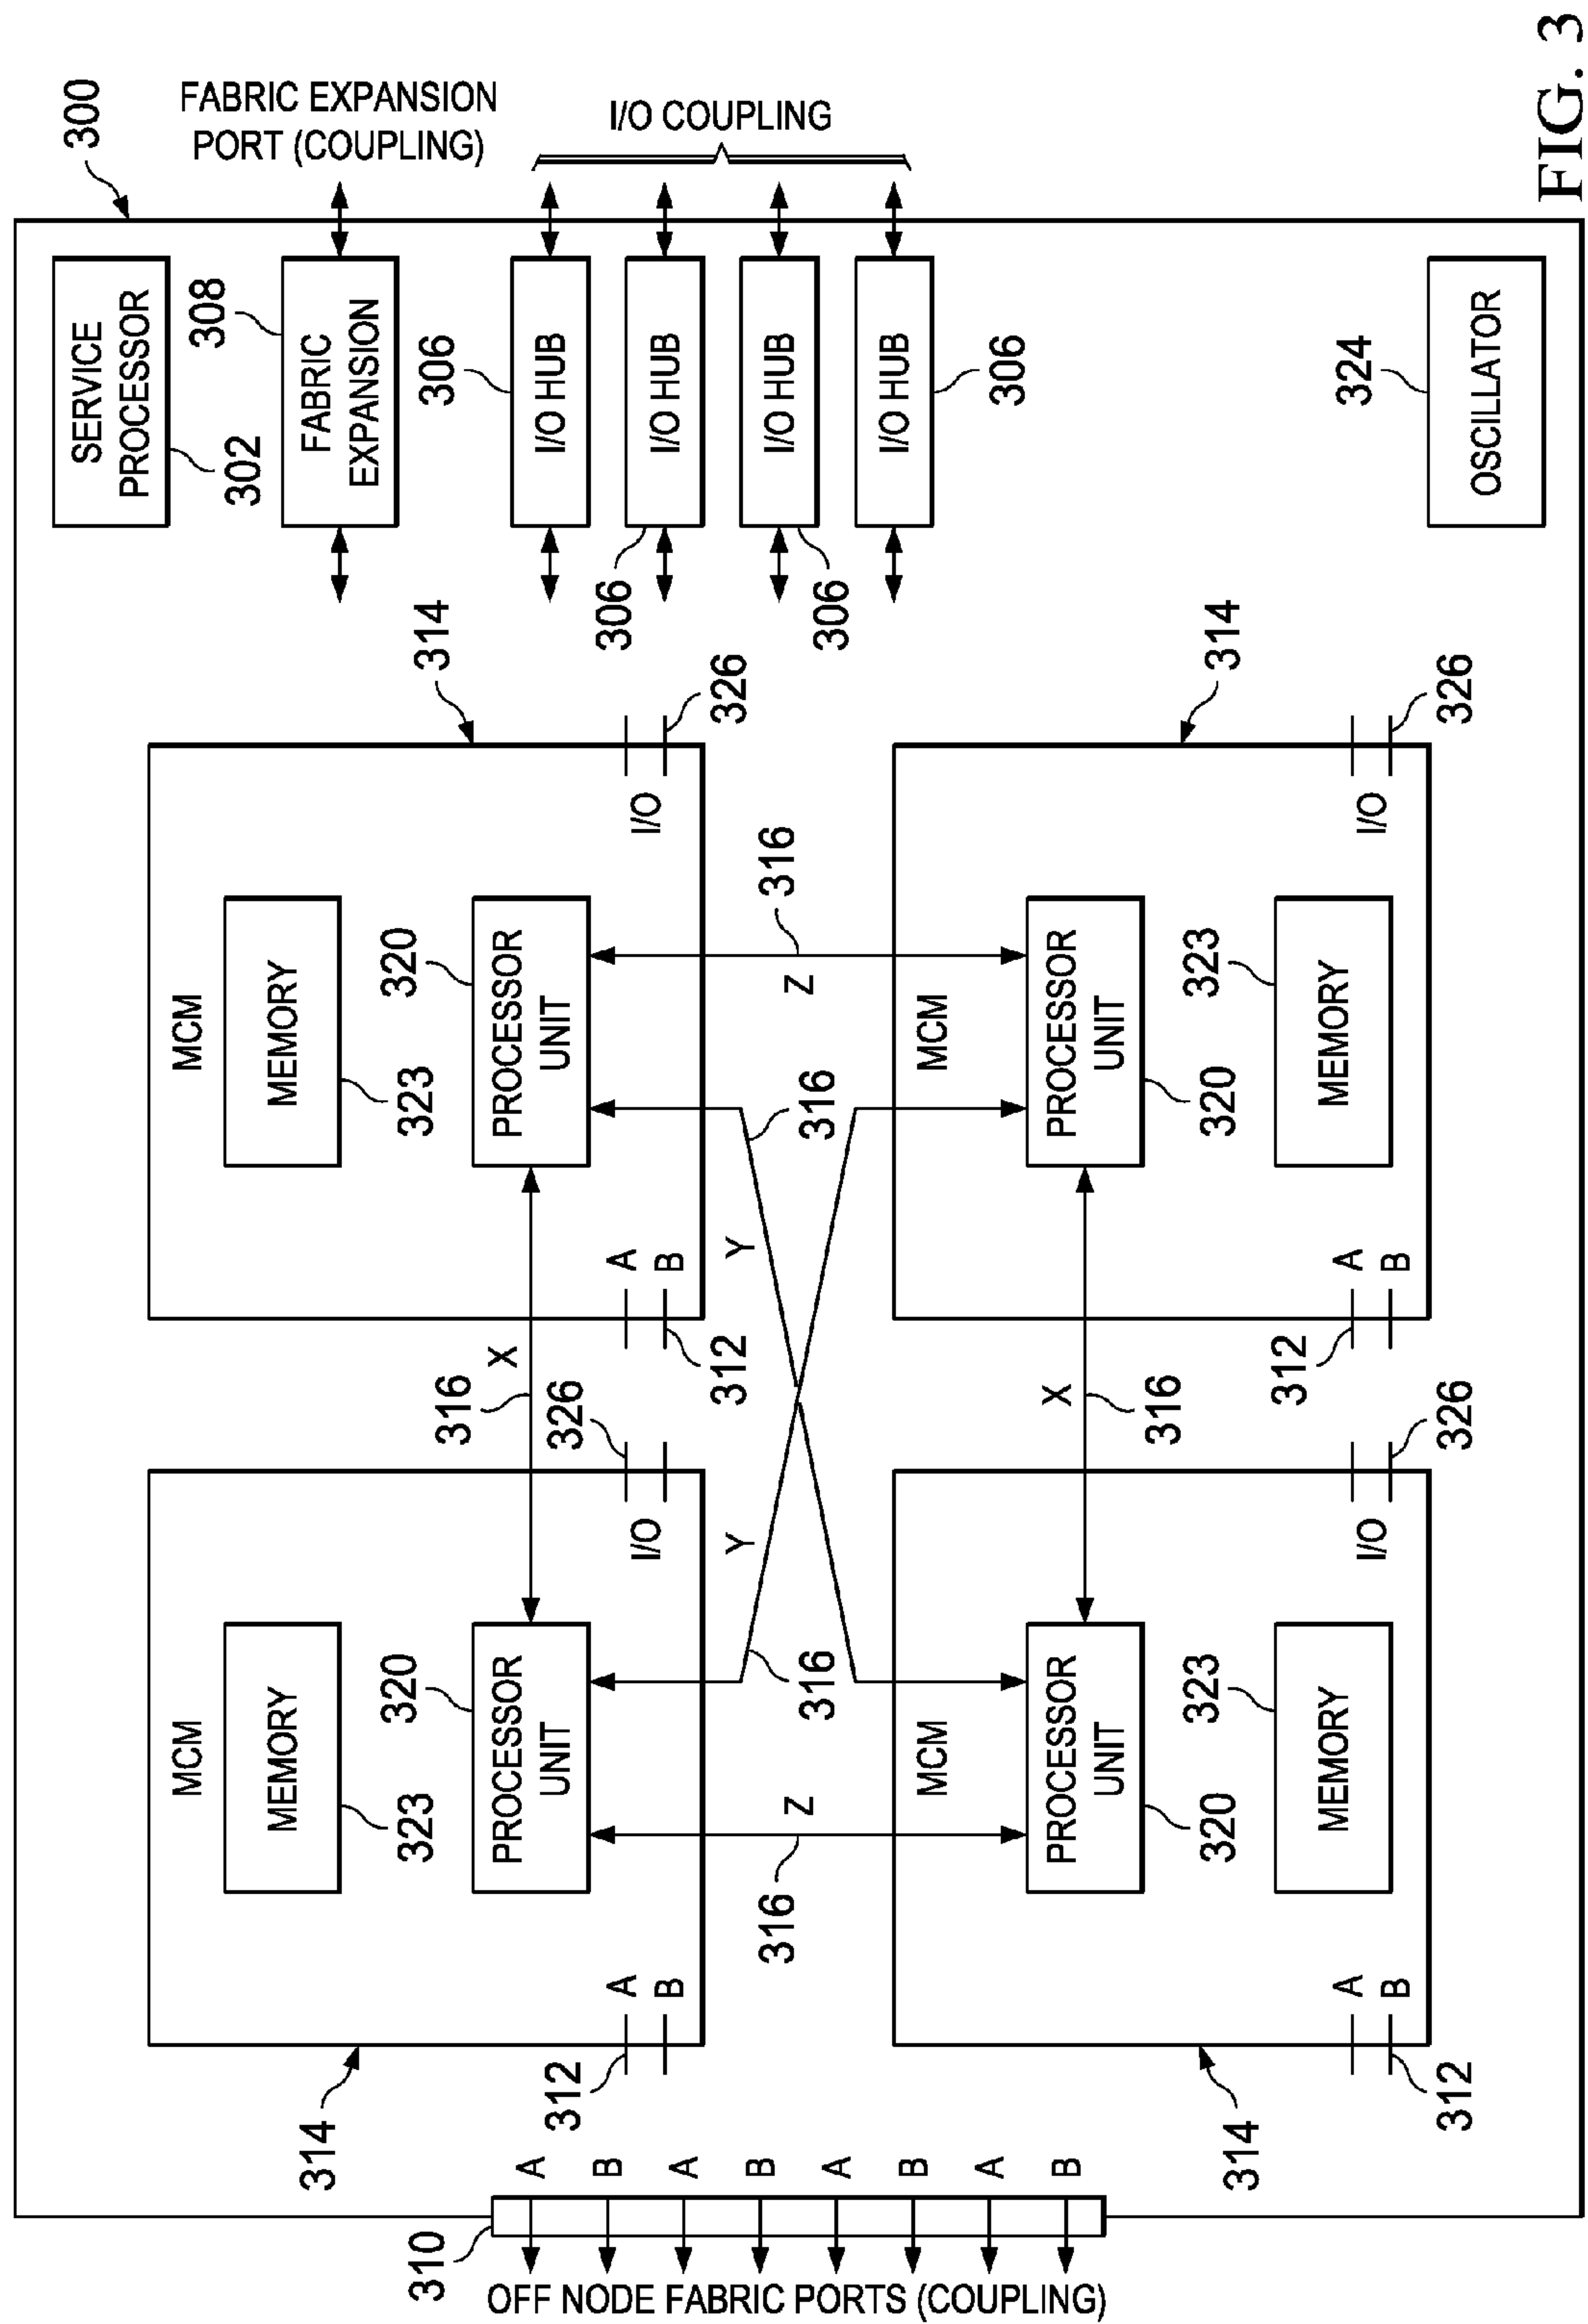 300
SERVICE
PROCESSOR
302
FABRIC EXPANSION
PORT (COUPLING)
308
FABRIC
EXPANSION
I/O COUPLING
306
I/O HUB
I/O HUB
306
I/O HUB
306
I/O HUB
306
324
OSCILLATOR
314
MCM
MEMORY
323
320
PROCESSOR
UNIT
A
B
312
I/O
326
314
MCM
MEMORY
323
320
PROCESSOR
UNIT
A
B
312
I/O
326
316
X
Y
316
Y
316
Z
316
Z
316
314
MCM
PROCESSOR
UNIT
320
323
MEMORY
A
B
312
I/O
326
314
MCM
PROCESSOR
UNIT
320
323
MEMORY
A
B
312
I/O
326
X
316
310
A
B
A
B
A
B
A
B
OFF NODE FABRIC PORTS (COUPLING)
FIG. 3